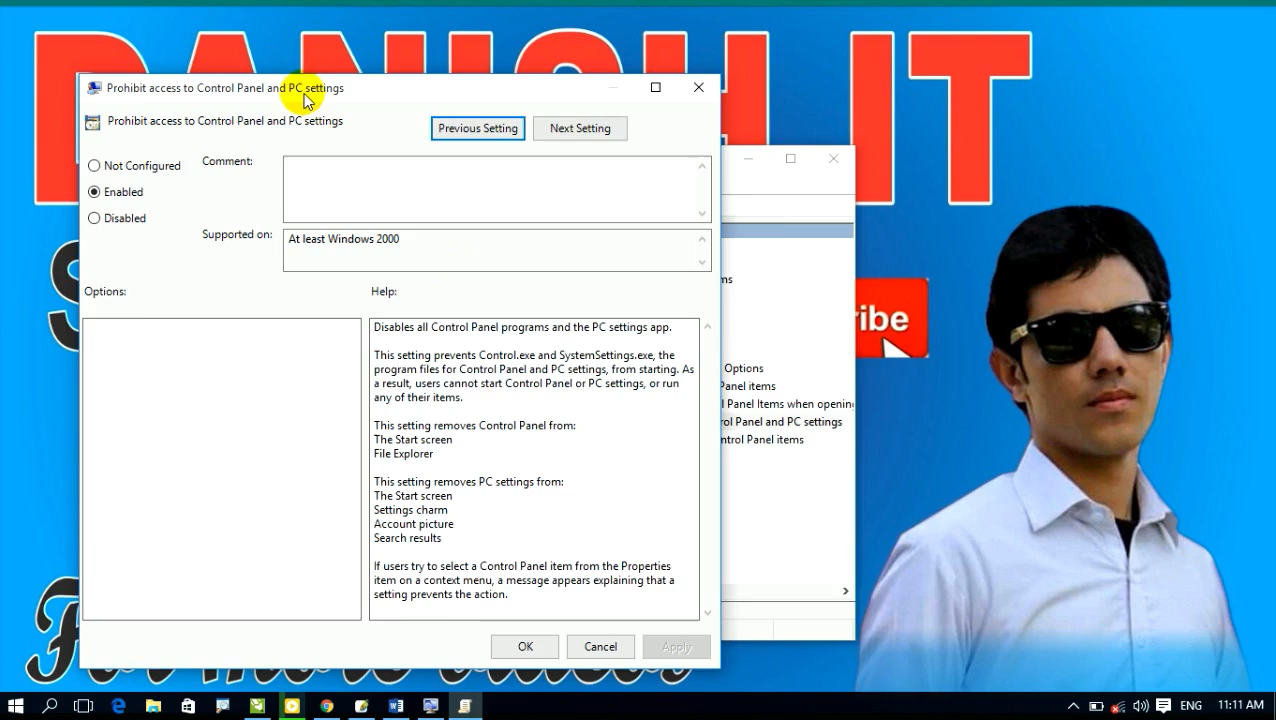 DANISH IT
Prohibit access to Control Panel and PC settings
Prohibit access to Control Panel and PC settings
Previous Setting
Next Setting
Not Configured
Enabled
Disabled
Comment:
Supported on:
At least Windows 2000
Options:
Help:
Disables all Control Panel programs and the PC settings app.
This setting prevents Control.exe and SystemSettings.exe, the
program files for Control Panel and PC settings, from starting. As
a result, users cannot start Control Panel or PC settings, or run
any of their items.
This setting removes Control Panel from:
The Start screen
File Explorer
This setting removes PC settings from:
The Start screen
Settings charm
Account picture
Search results
If users try to select a Control Panel item from the Properties
item on a context menu, a message appears explaining that a
setting prevents the action.
OK
Cancel
Apply
ms
Options
Panel items
l Panel Items when openin
rol Panel and PC settings
ntrol Panel items
ribe
ENG
11:11 AM